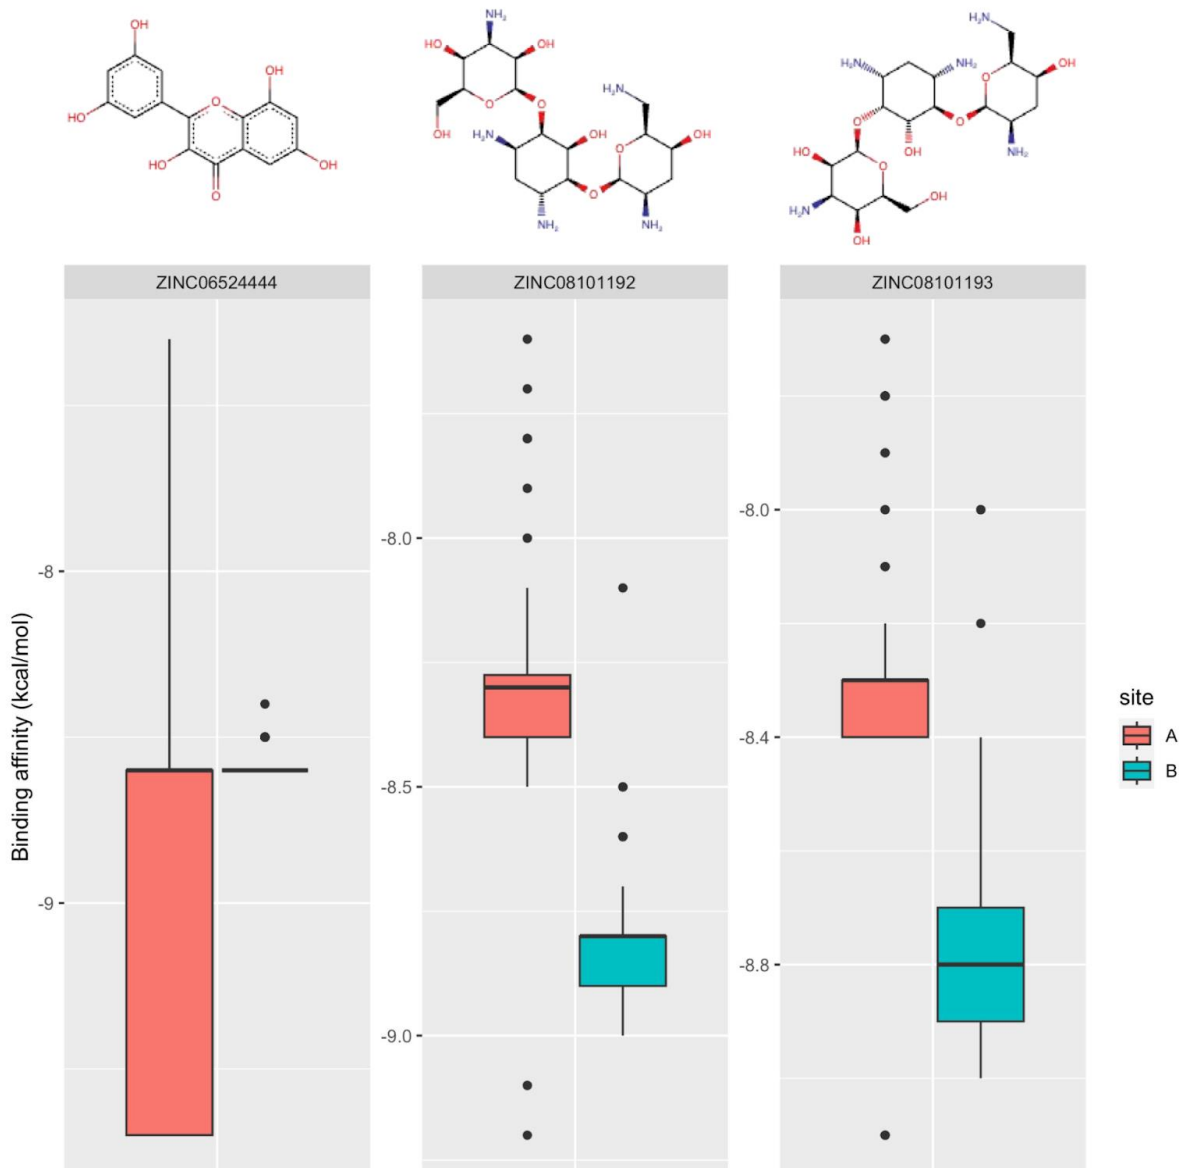 OH
HO
O
OH
HO
O
OH
NH₂
HO
OH
O
OH
O
H₂N
H₂N
OH
O
OH
O
NH₂
NH₂
H₂N
H₂N
NH₂
O
OH
O
O
OH
NH₂
HO
O
H₂N
OH
OH
ZINC06524444
ZINC08101192
ZINC08101193
Binding affinity (kcal/mol)
-8
-9
-8.0
-8.5
-9.0
-8.0
-8.4
-8.8
site
A
B